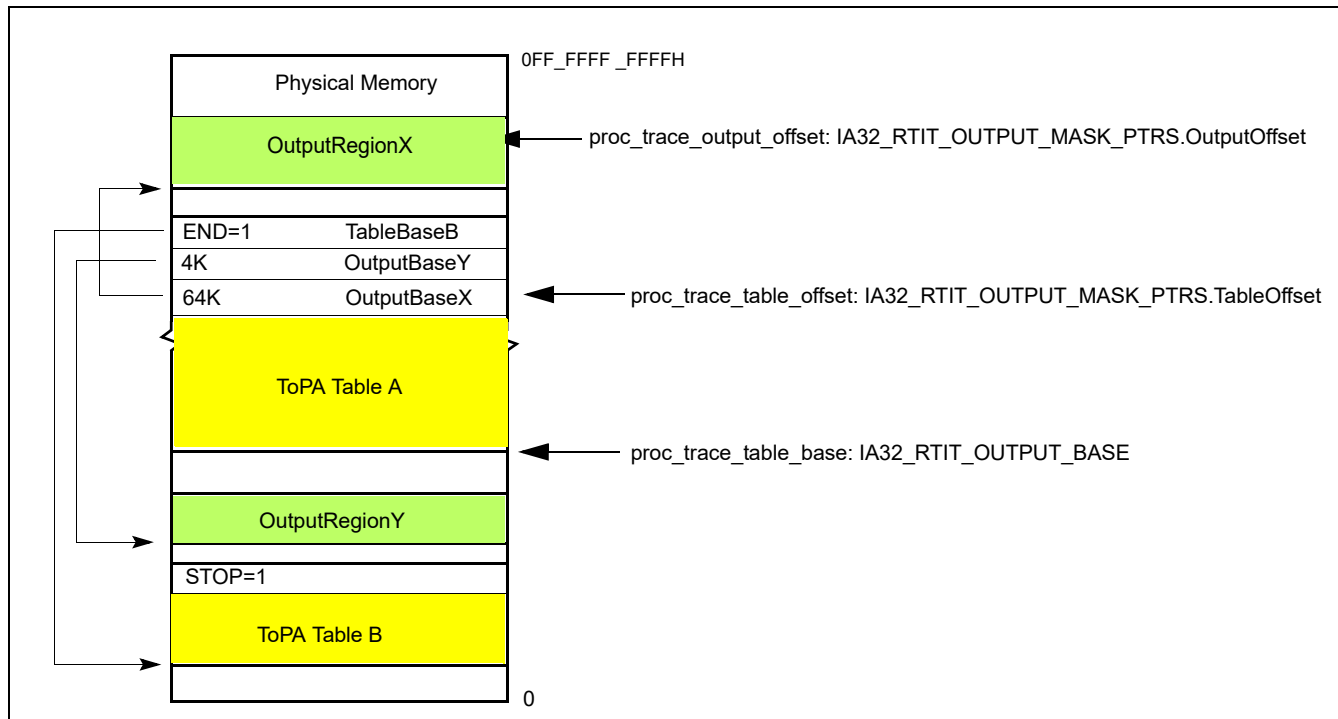 0FF_FFFF _FFFFH
Physical Memory
OutputRegionX
proc_trace_output_offset: IA32_RTIT_OUTPUT_MASK_PTRS.OutputOffset
END=1 TableBaseB
4K OutputBaseY
64K OutputBaseX
proc_trace_table_offset: IA32_RTIT_OUTPUT_MASK_PTRS.TableOffset
ToPA Table A
proc_trace_table_base: IA32_RTIT_OUTPUT_BASE
OutputRegionY
STOP=1
ToPA Table B
0